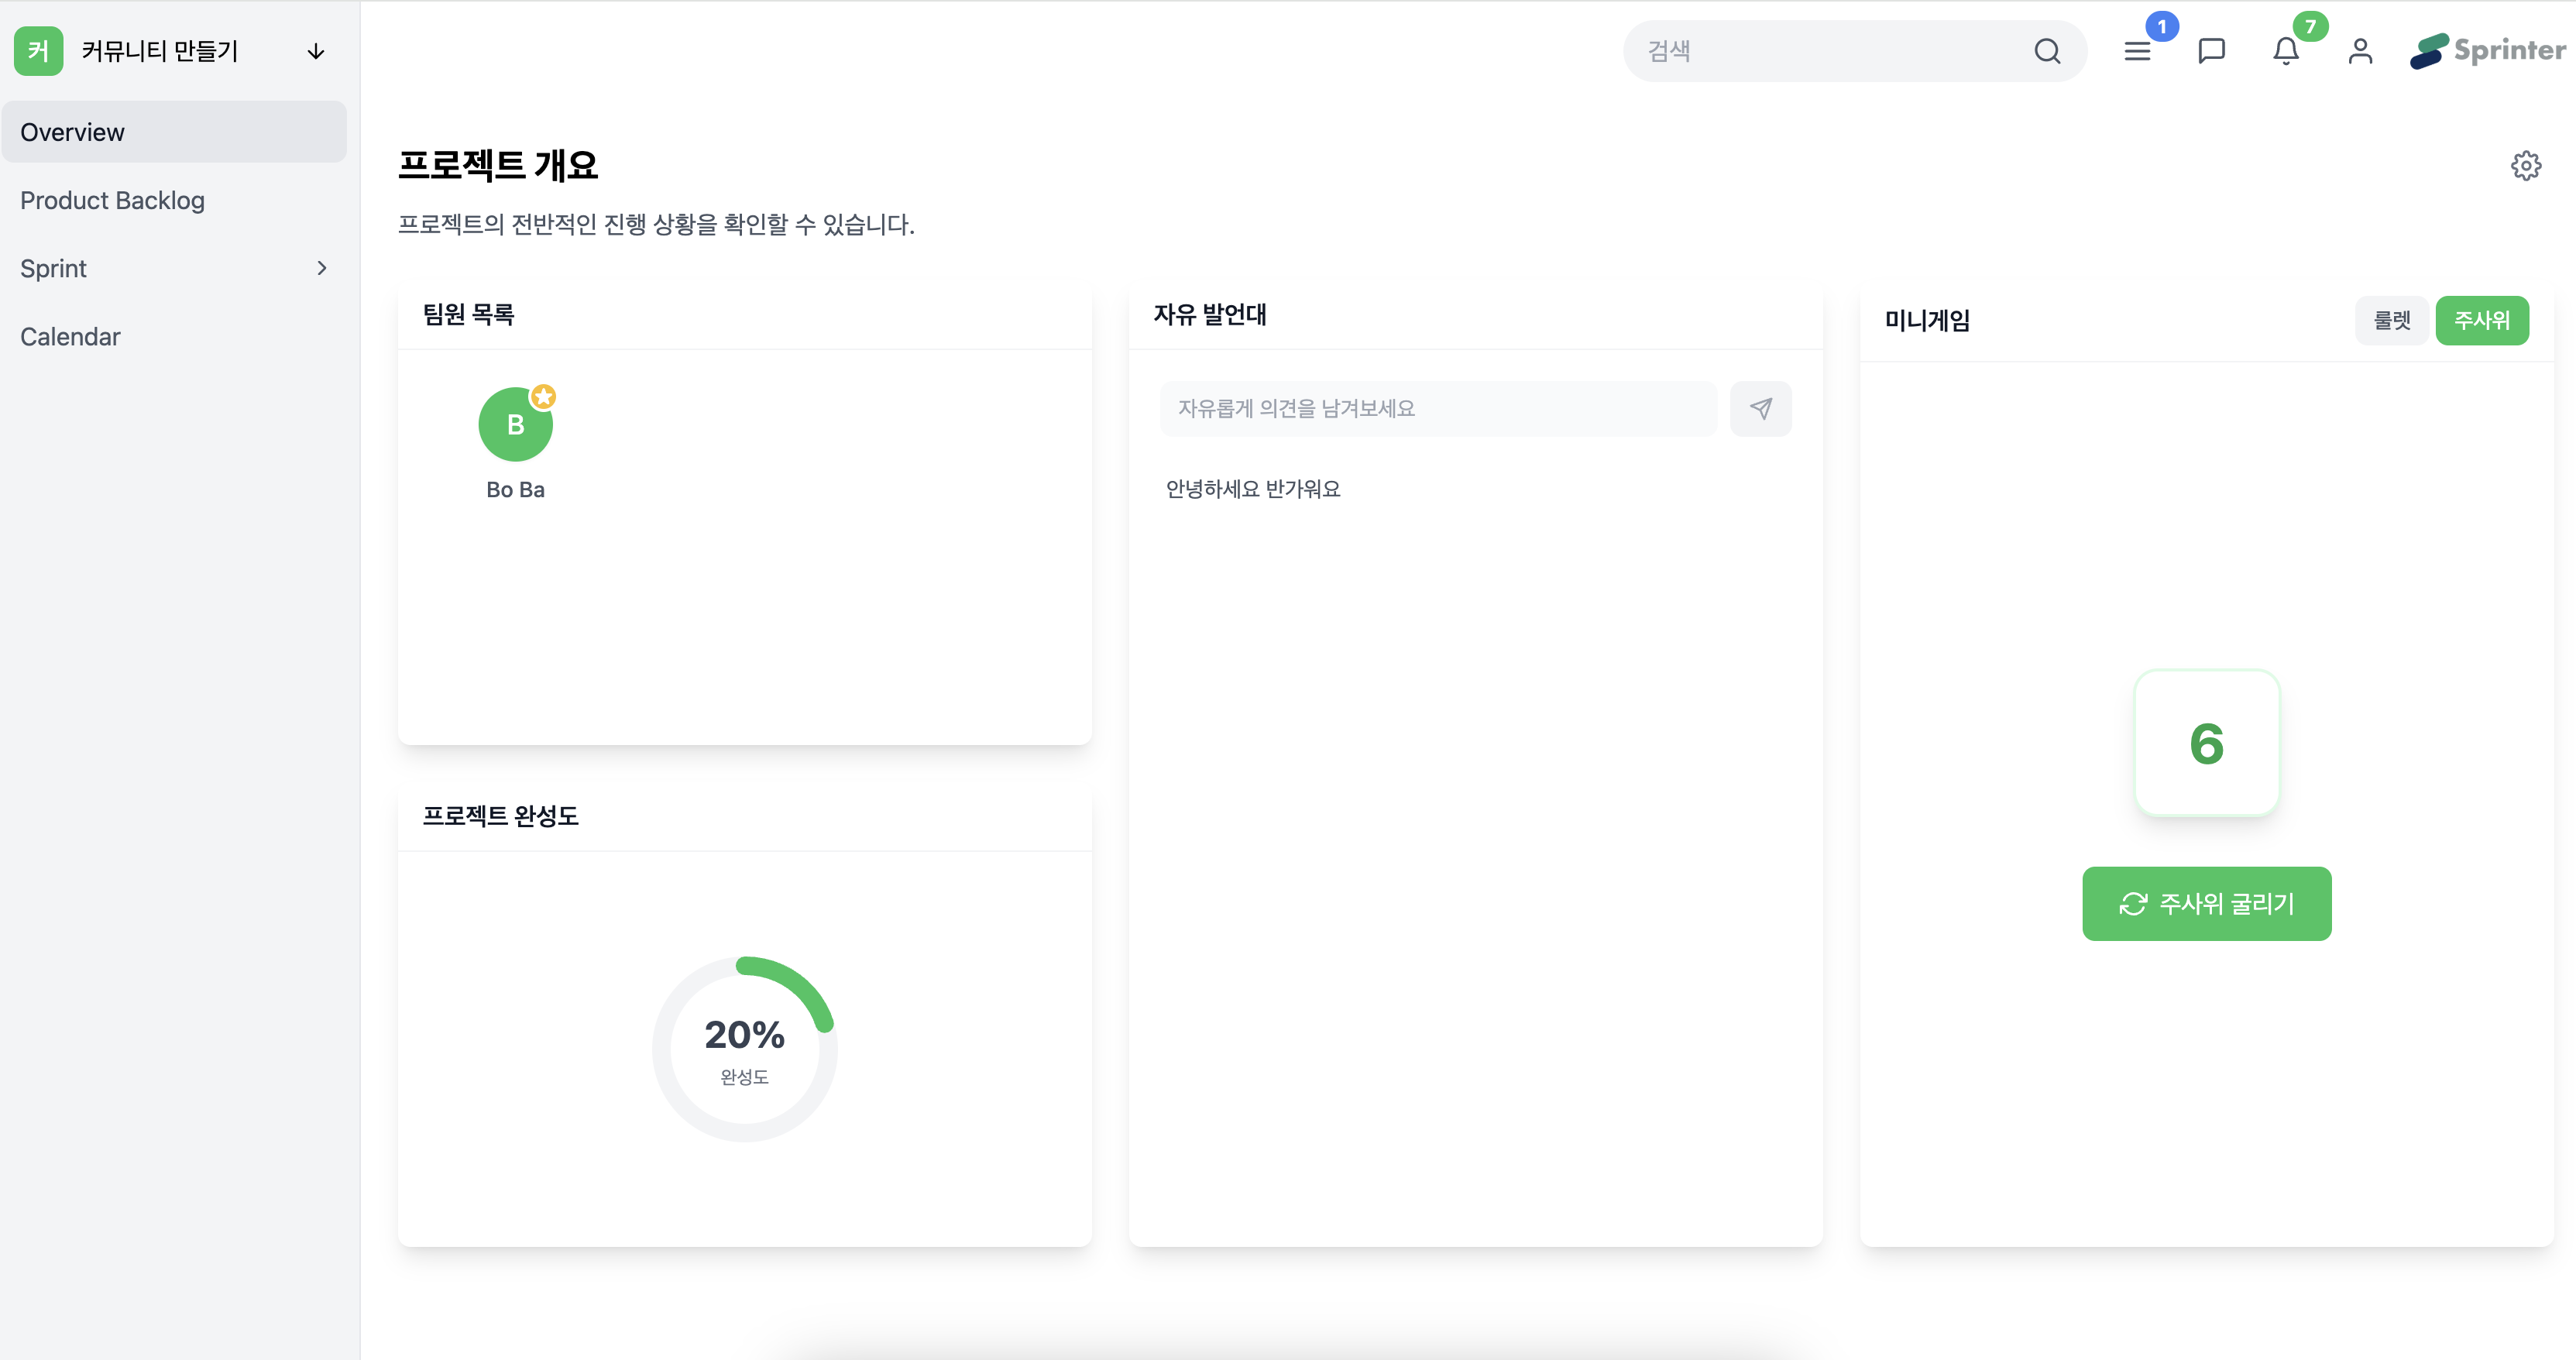 커 커뮤니티 만들기
검색
1
7
Sprinter
Overview
Product Backlog
Sprint
Calendar
프로젝트 개요
프로젝트의 전반적인 진행 상황을 확인할 수 있습니다.
팀원 목록
B
Bo Ba
프로젝트 완성도
20%
완성도
자유 발언대
자유롭게 의견을 남겨보세요
안녕하세요 반가워요
미니게임
룰렛 주사위
6
주사위 굴리기